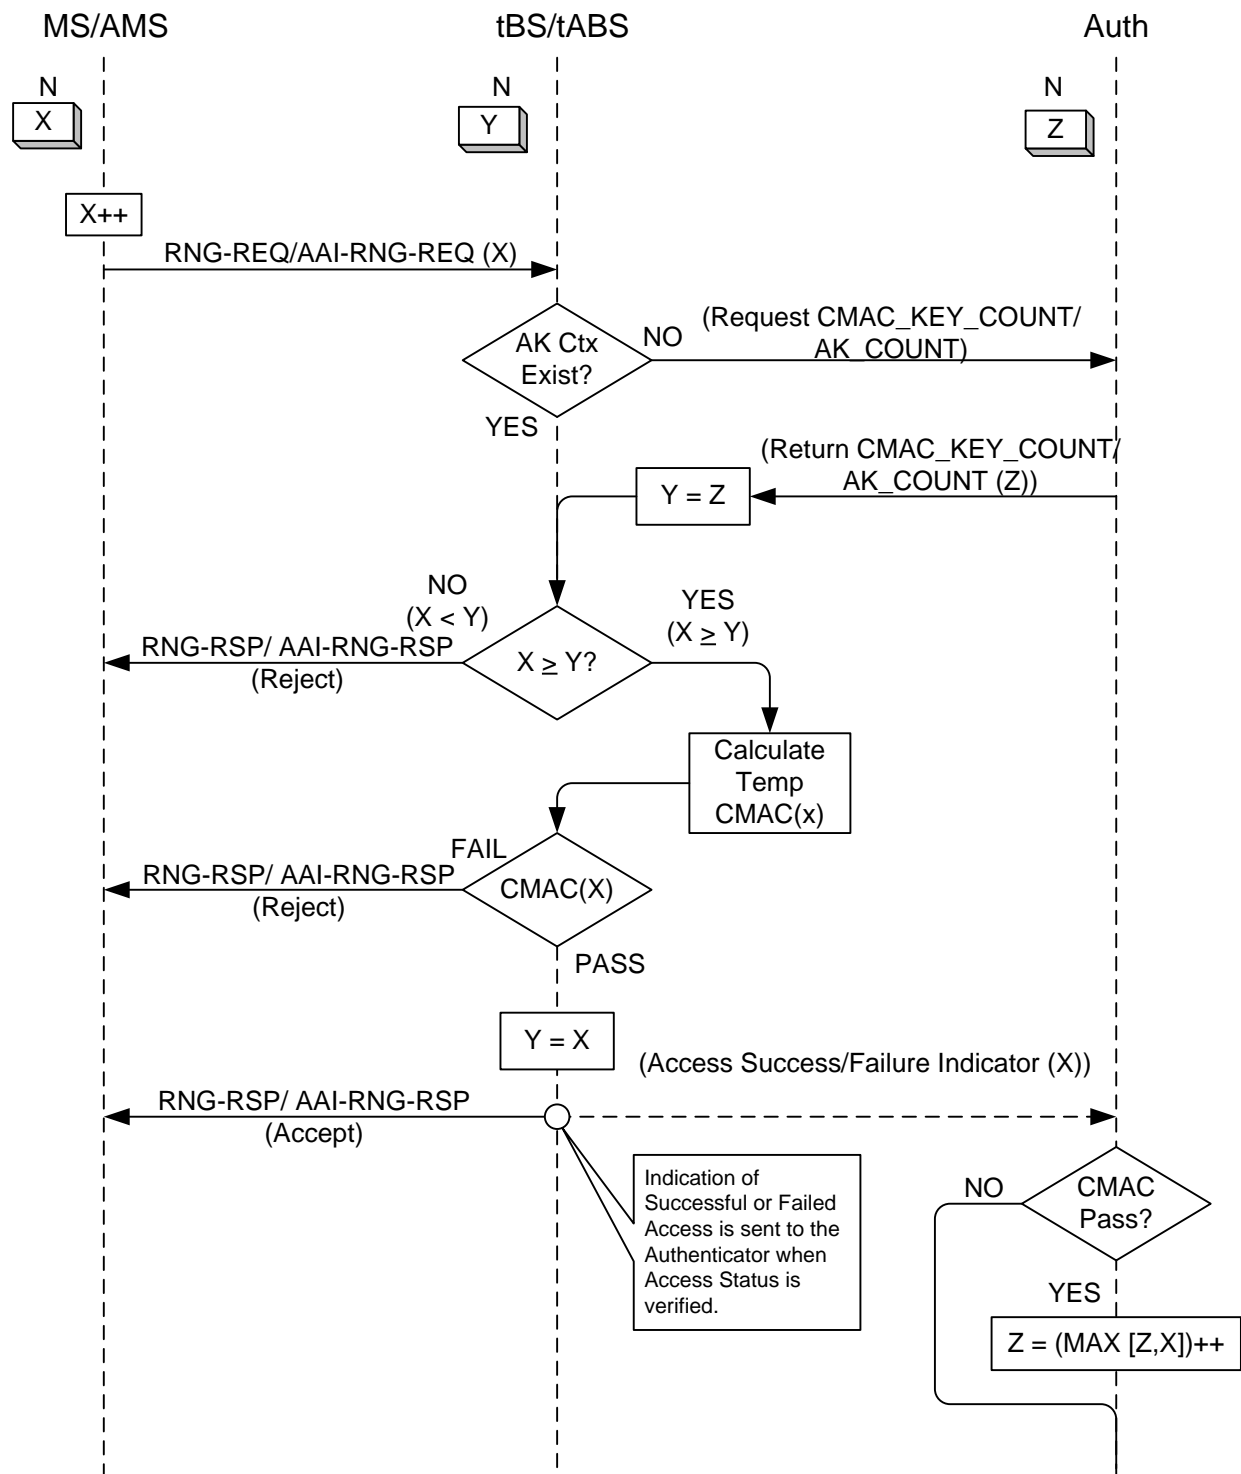 MS/AMS
tBS/tABS
Auth
N
N
N
X
Y
Z
X++
RNG-REQ/AAI-RNG-REQ (X)
AK Ctx
Exist?
NO
(Request CMAC_KEY_COUNT/
AK_COUNT)
YES
(Return CMAC_KEY_COUNT/
AK_COUNT (Z))
Y = Z
NO
(X < Y)
YES
(X ≥ Y)
RNG-RSP/ AAI-RNG-RSP
(Reject)
X ≥ Y?
Calculate
Temp
CMAC(x)
FAIL
RNG-RSP/ AAI-RNG-RSP
(Reject)
CMAC(X)
PASS
Y = X
(Access Success/Failure Indicator (X))
RNG-RSP/ AAI-RNG-RSP
(Accept)
Indication of
Successful or Failed
Access is sent to the
Authenticator when
Access Status is
verified.
NO
CMAC
Pass?
YES
Z = (MAX [Z,X])++